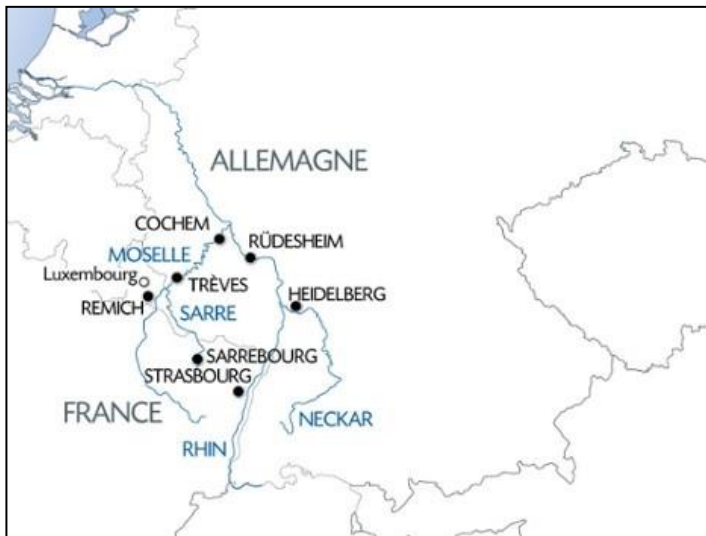 ALLEMAGNE
COCHEM
RÜDESHEIM
MOSELLE
Luxembourg
TRÈVES
REMICH
HEIDELBERG
SARRE
SARREBOURG
STRASBOURG
FRANCE
NECKAR
RHIN